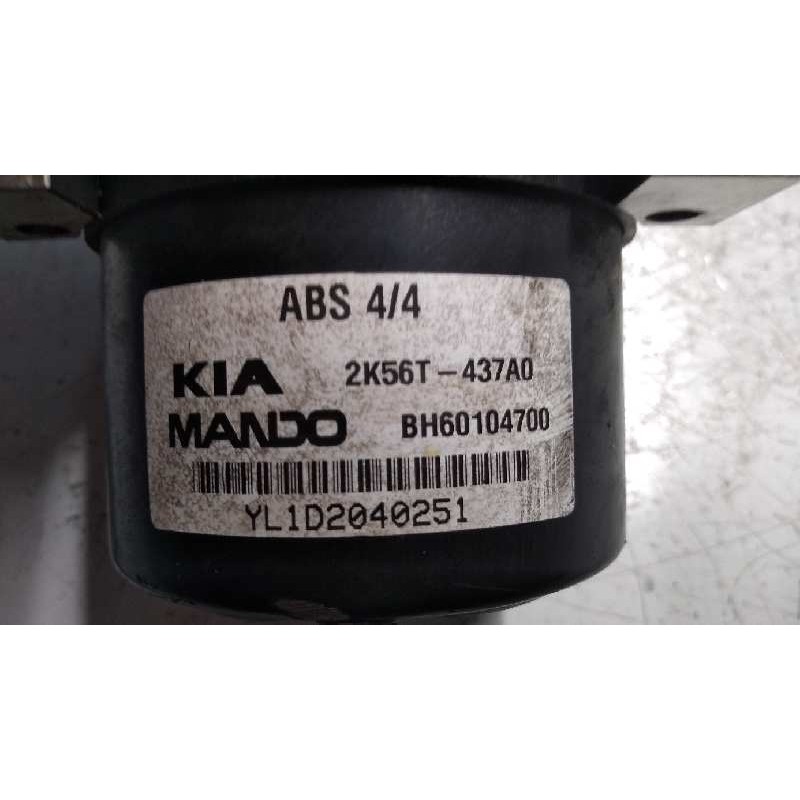 ABS 4/4
KIA 2K56T-437A0
MANDO BH60104700
YL1D2040251